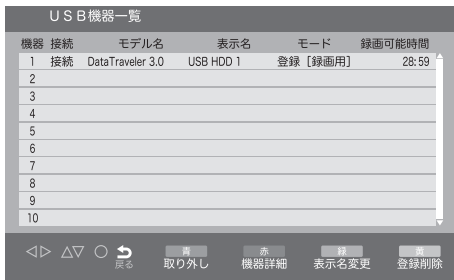 USB機器一覧
機器 接続 モデル名 表示名 モード 録画可能時間
1 接続 DataTraveler 3.0 USB HDD 1 登録［録画用］ 28:59
2
3
4
5
6
7
8
9
10
戻る
青 取り外し
赤 機器詳細
緑 表示名変更
黄 登録削除